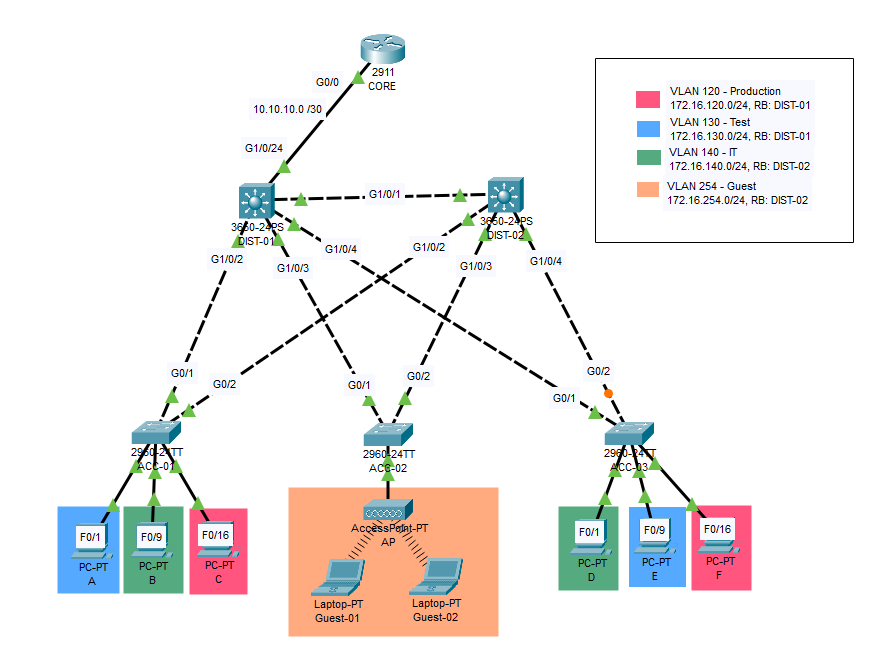 2911
CORE
G0/0
10.10.10.0 /30
G1/0/24
VLAN 120 - Production
172.16.120.0/24, RB: DIST-01
VLAN 130 - Test
172.16.130.0/24, RB: DIST-01
VLAN 140 - IT
172.16.140.0/24, RB: DIST-02
VLAN 254 - Guest
172.16.254.0/24, RB: DIST-02
G1/0/1
3650-24PS
DIST-01
3650-24PS
DIST-02
G1/0/2
G1/0/3
G1/0/4
G1/0/2
G1/0/3
G1/0/4
G0/1
G0/2
G0/1
G0/2
G0/1
G0/2
2960-24TT
ACC-01
2960-24TT
ACC-02
2960-24TT
ACC-03
F0/1
PC-PT
A
F0/9
PC-PT
B
F0/16
PC-PT
C
AccessPoint-PT
AP
Laptop-PT
Guest-01
Laptop-PT
Guest-02
F0/1
PC-PT
D
F0/9
PC-PT
E
F0/16
PC-PT
F